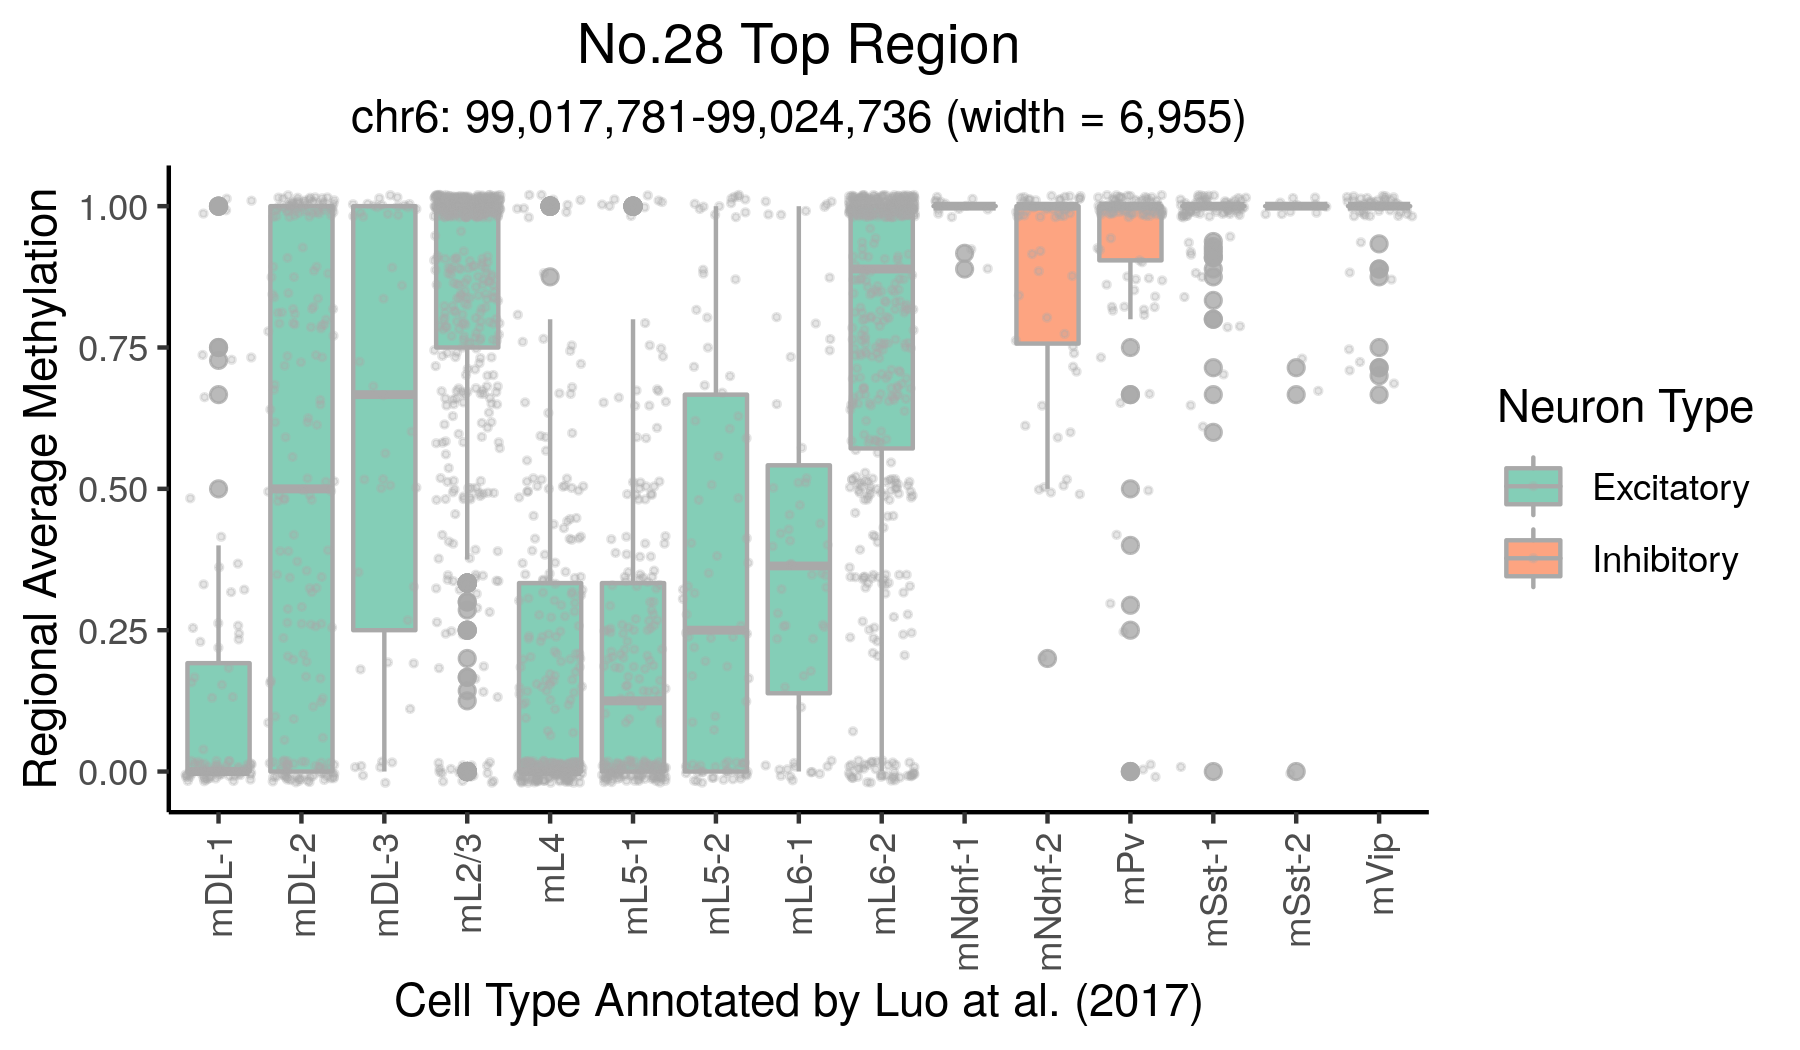 No.28 Top Region
chr6: 99,017,781-99,024,736 (width = 6,955)
Regional Average Methylation
1.00
0.75
0.50
0.25
0.00
mDL-1
mDL-2
mDL-3
mL2/3
mL4
mL5-1
mL5-2
mL6-1
mL6-2
mNdnf-1
mNdnf-2
mPv
mSst-1
mSst-2
mVip
Cell Type Annotated by Luo at al. (2017)
Neuron Type
Excitatory
Inhibitory